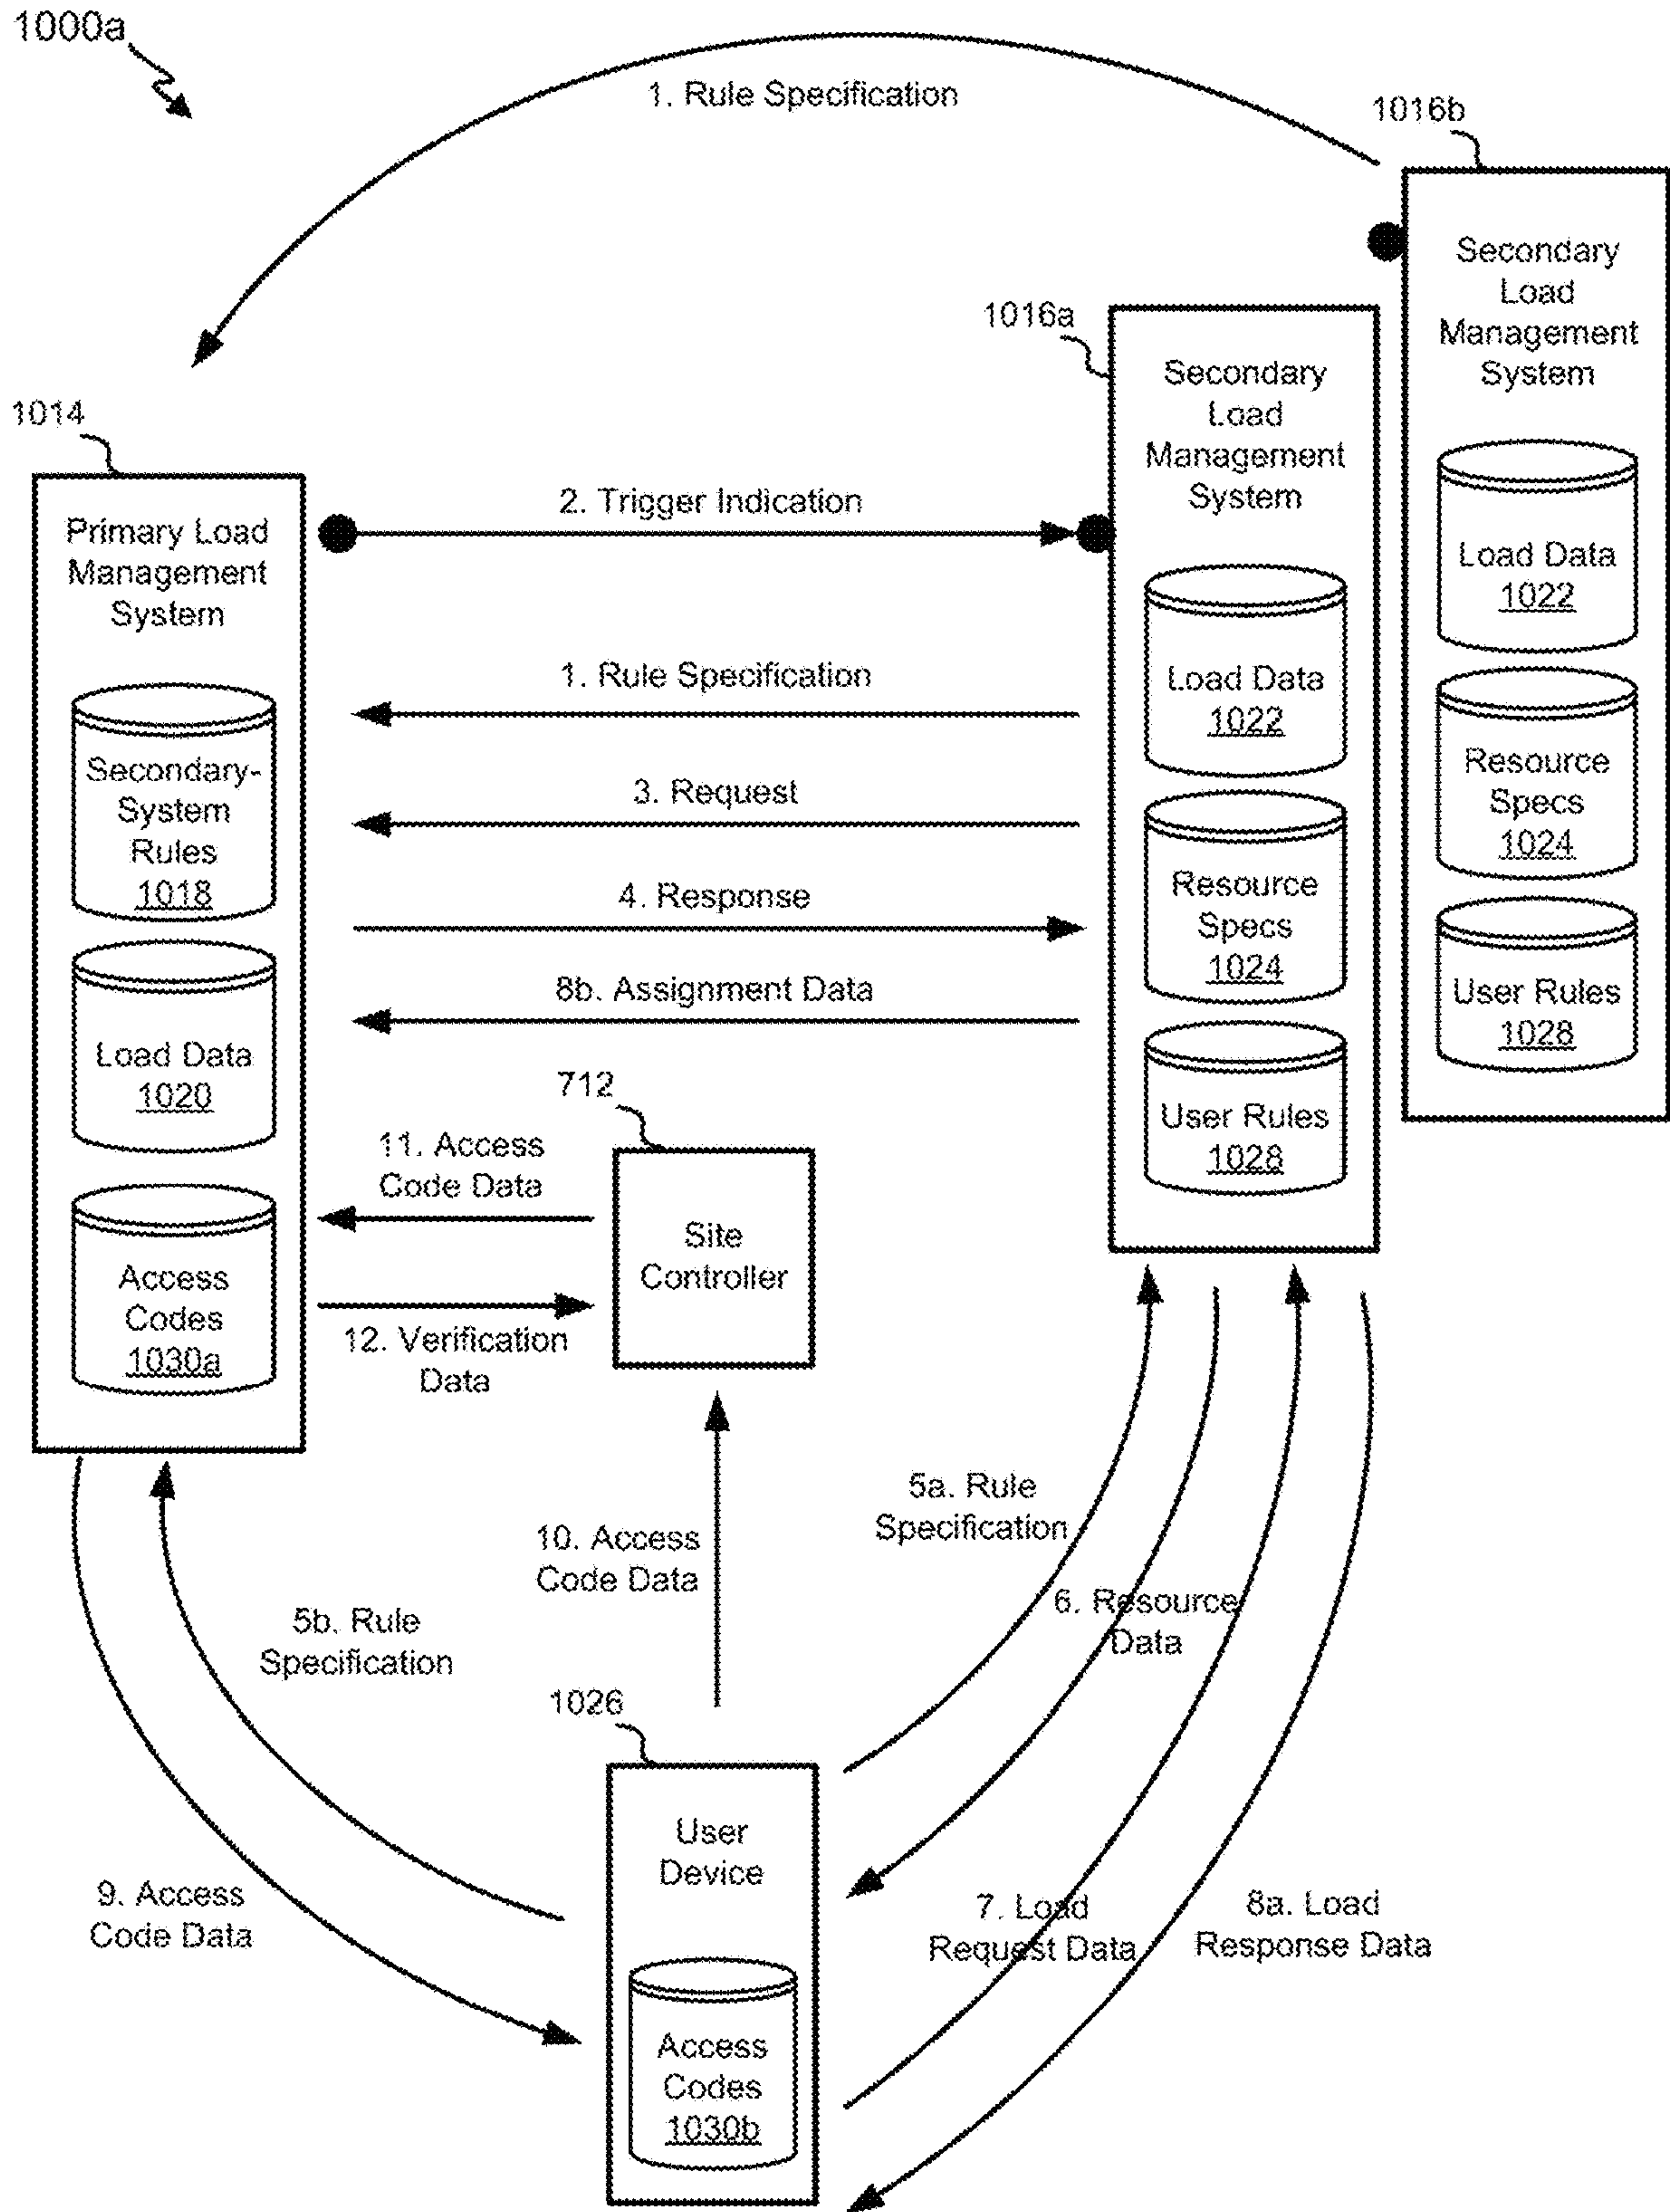 1000a
1. Rule Specification
1016b
Secondary
Load
Management
System
Load Data
1022
Resource
Specs
1024
User Rules
1028
1016a
Secondary
Load
Management
System
Load Data
1022
Resource
Specs
1024
User Rules
1028
1014
Primary Load
Management
System
Secondary-
System
Rules
1018
Load Data
1020
Access
Codes
1030a
2. Trigger Indication
1. Rule Specification
3. Request
4. Response
8b. Assignment Data
712
11. Access
Code Data
Site
Controller
12. Verification
Data
10. Access
Code Data
5a. Rule
Specification
6. Resource
Data
5b. Rule
Specification
1026
User
Device
Access
Codes
1030b
9. Access
Code Data
7. Load
Request Data
8a. Load
Response Data